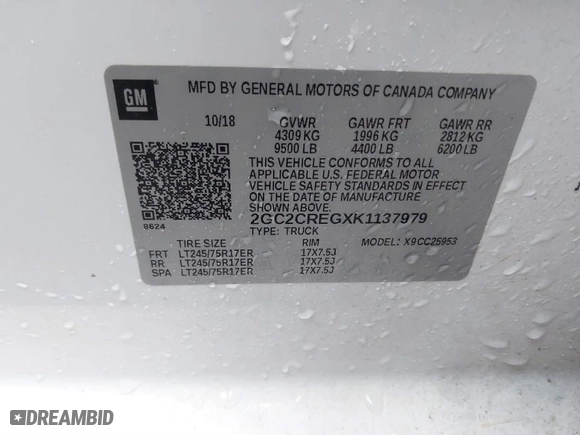 GM
MFD BY GENERAL MOTORS OF CANADA COMPANY
10/18 GVWR GAWR FRT GAWR RR
4309 KG 1996 KG 2812 KG
9500 LB 4400 LB 6200 LB
THIS VEHICLE CONFORMS TO ALL
APPLICABLE U.S. FEDERAL MOTOR
VEHICLE SAFETY STANDARDS IN EFFECT
ON THE DATE OF MANUFACTURE
SHOWN ABOVE.
2GC2CREGXK1137979
8624 TYPE: TRUCK
TIRE SIZE RIM MODEL: X9CC25953
FRT LT245/75R17ER 17X7.5J
RR LT245/75R17ER 17X7.5J
SPA LT245/75R17ER 17X7.5J
DREAMBID